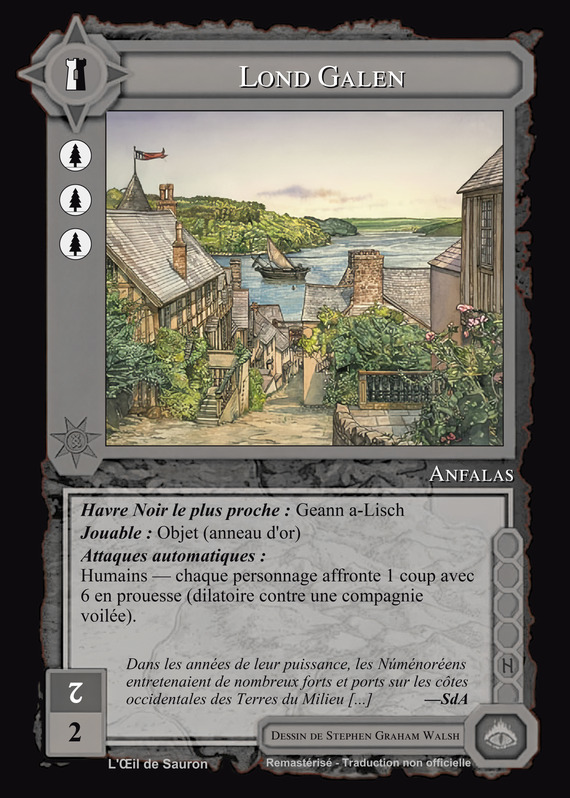 Lond Galen
Anfalas
Havre Noir le plus proche : Geann a-Lisch
Jouable : Objet (anneau d'or)
Attaques automatiques :
Humains — chaque personnage affronte 1 coup avec
6 en prouesse (dilatoire contre une compagnie
voilée).
Dans les années de leur puissance, les Númenóréens
entretenaient de nombreux forts et ports sur les côtes
occidentales des Terres du Milieu [...] —SdA
2
Dessin de Stephen Graham Walsh
L'Œil de Sauron
Remastérisé - Traduction non officielle